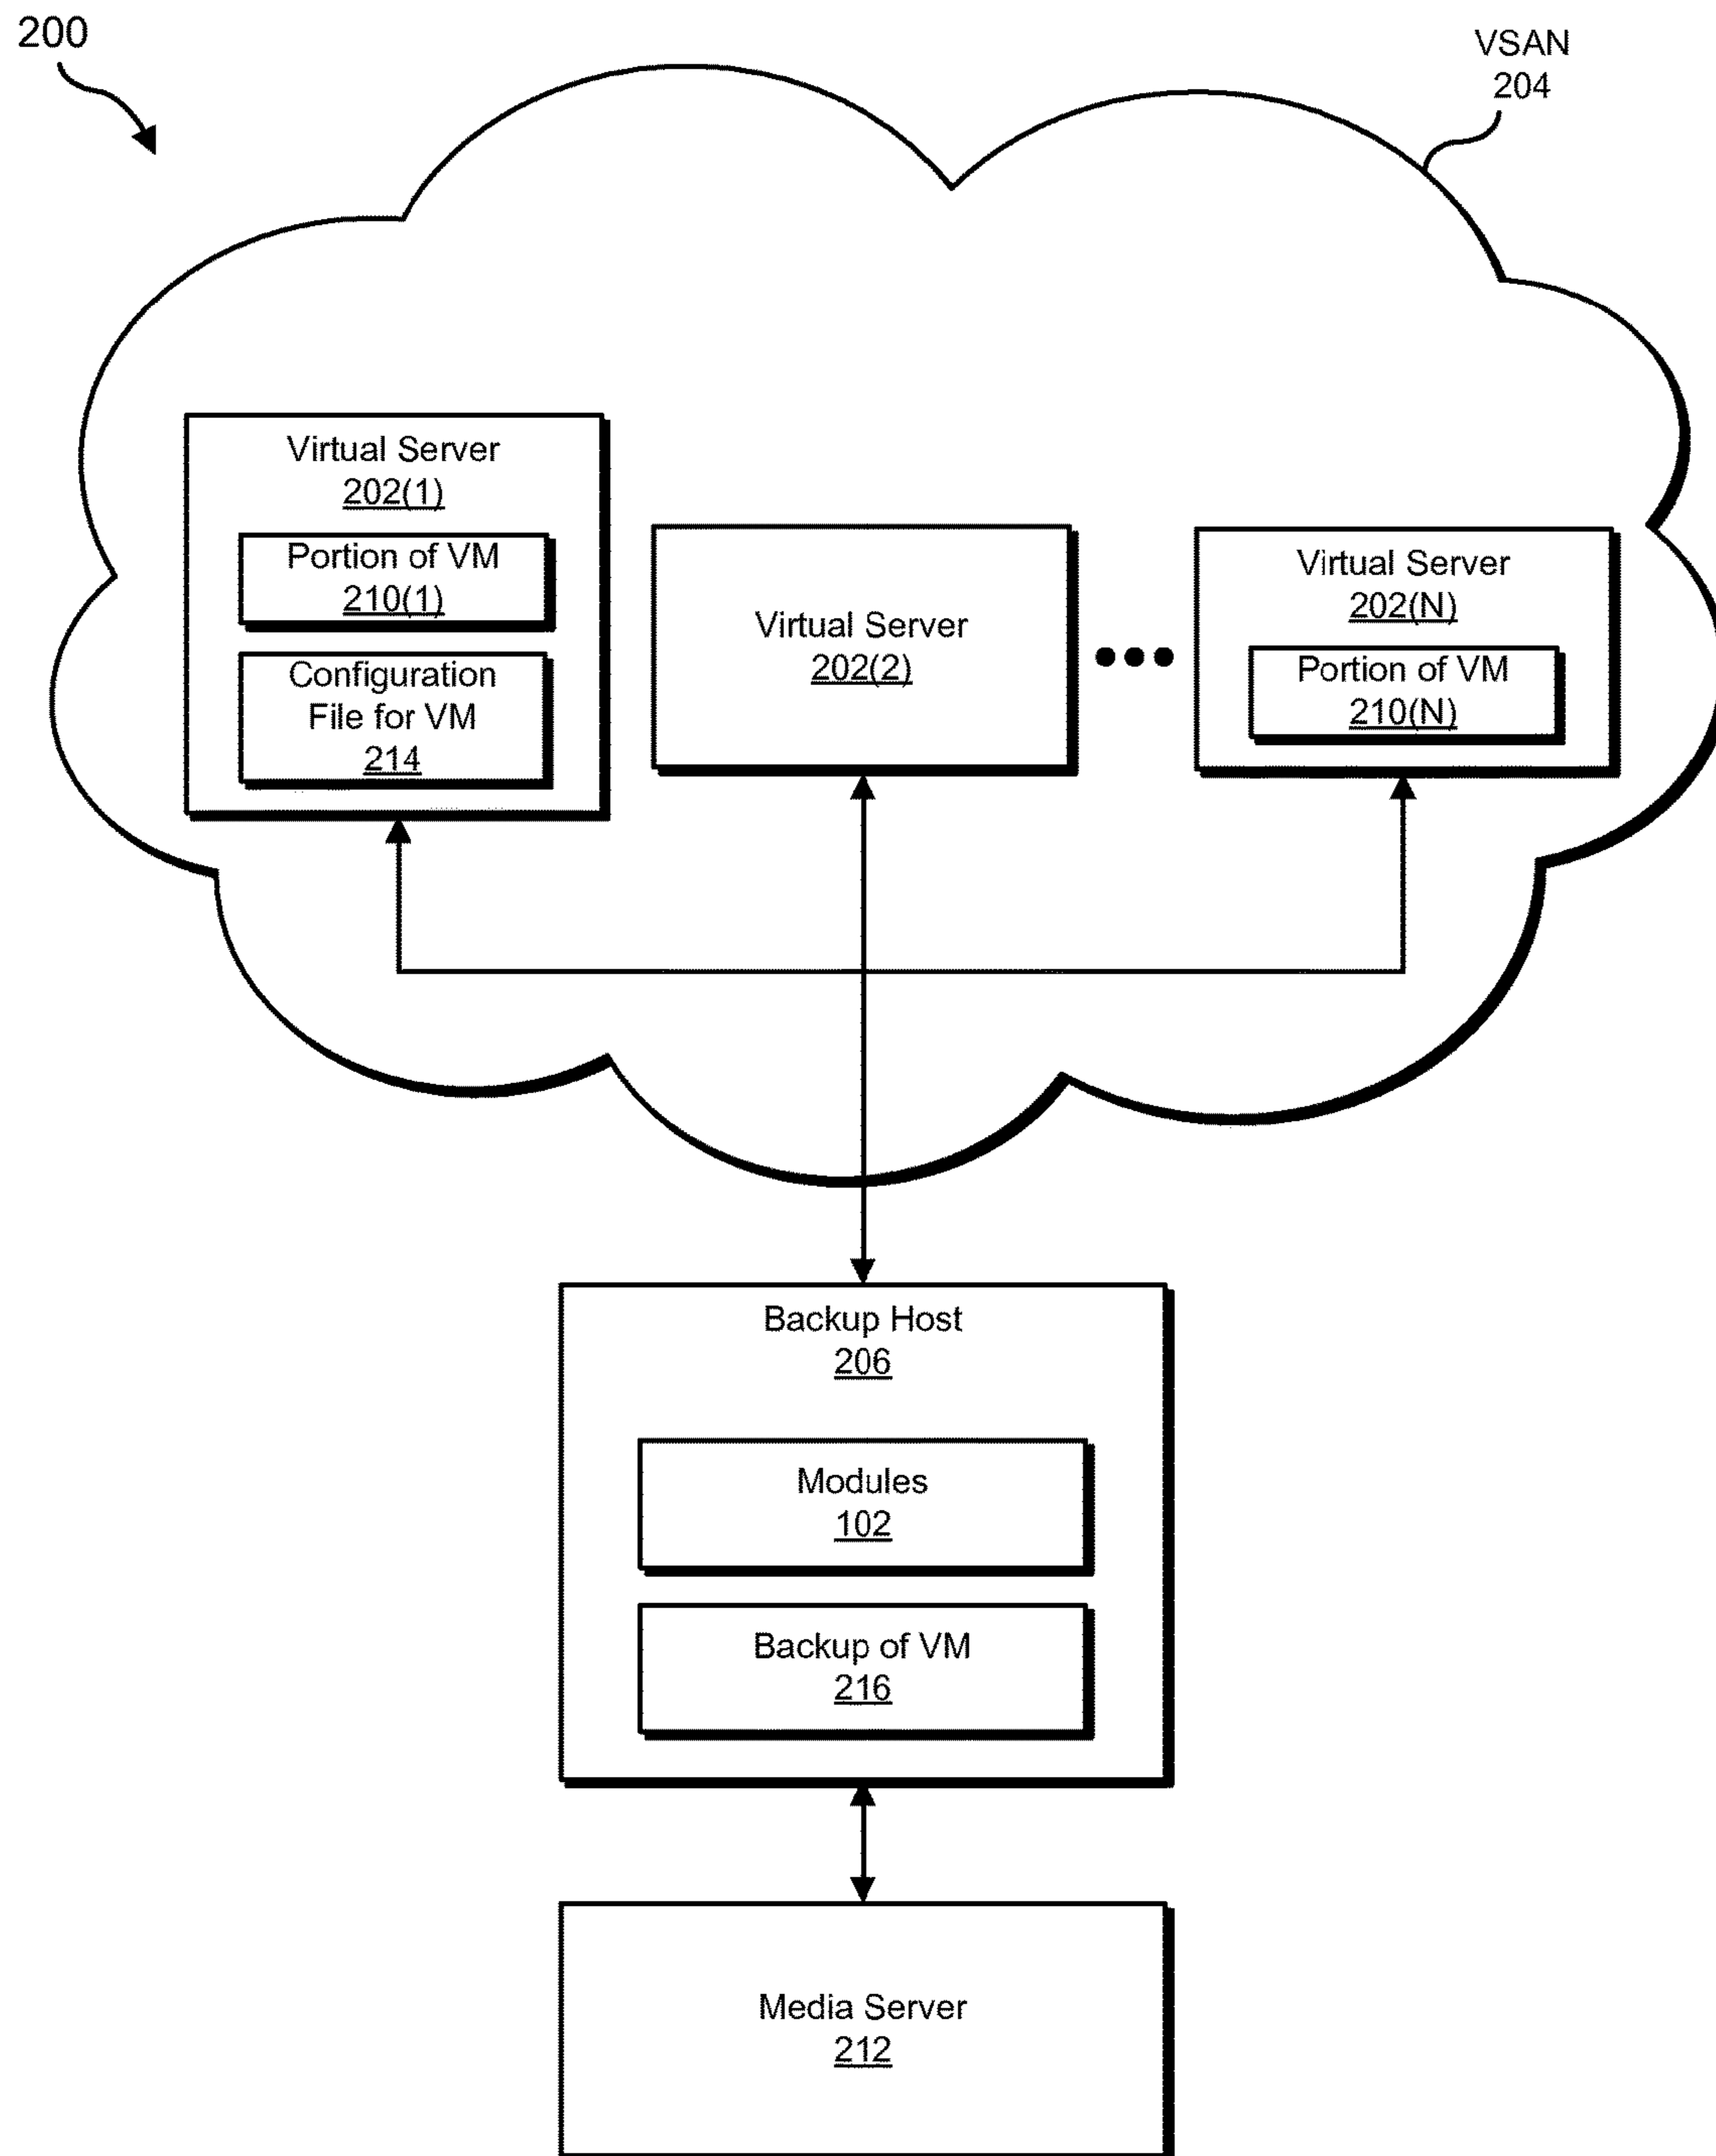 200
VSAN
204
Virtual Server
202(1)
Portion of VM
210(1)
Configuration
File for VM
214
Virtual Server
202(2)
Virtual Server
202(N)
Portion of VM
210(N)
Backup Host
206
Modules
102
Backup of VM
216
Media Server
212